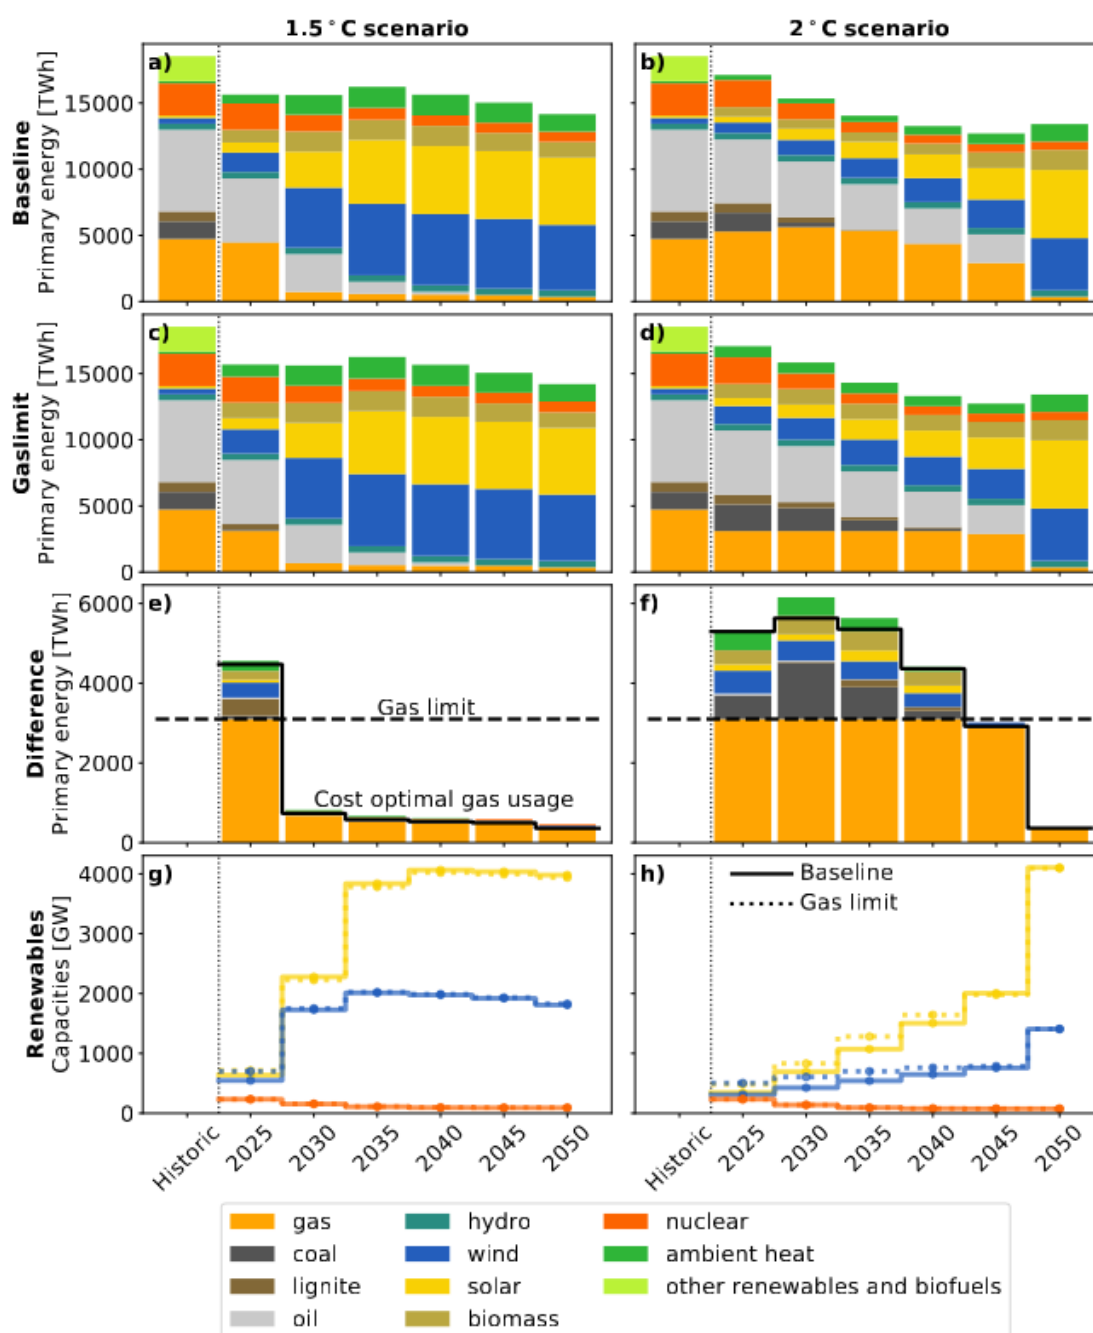 1.5°C scenario
2°C scenario
Baseline
Primary energy [TWh]
a)
b)
15000
10000
5000
0
Gaslimit
Primary energy [TWh]
c)
d)
15000
10000
5000
0
Difference
Primary energy [TWh]
e)
f)
6000
4000
2000
0
Gas limit
Cost optimal gas usage
Renewables
Capacities [GW]
g)
h)
4000
3000
2000
1000
0
Baseline
Gas limit
Historic
2025
2030
2035
2040
2045
2050
Historic
2025
2030
2035
2040
2045
2050
gas
coal
lignite
oil
hydro
wind
solar
biomass
nuclear
ambient heat
other renewables and biofuels